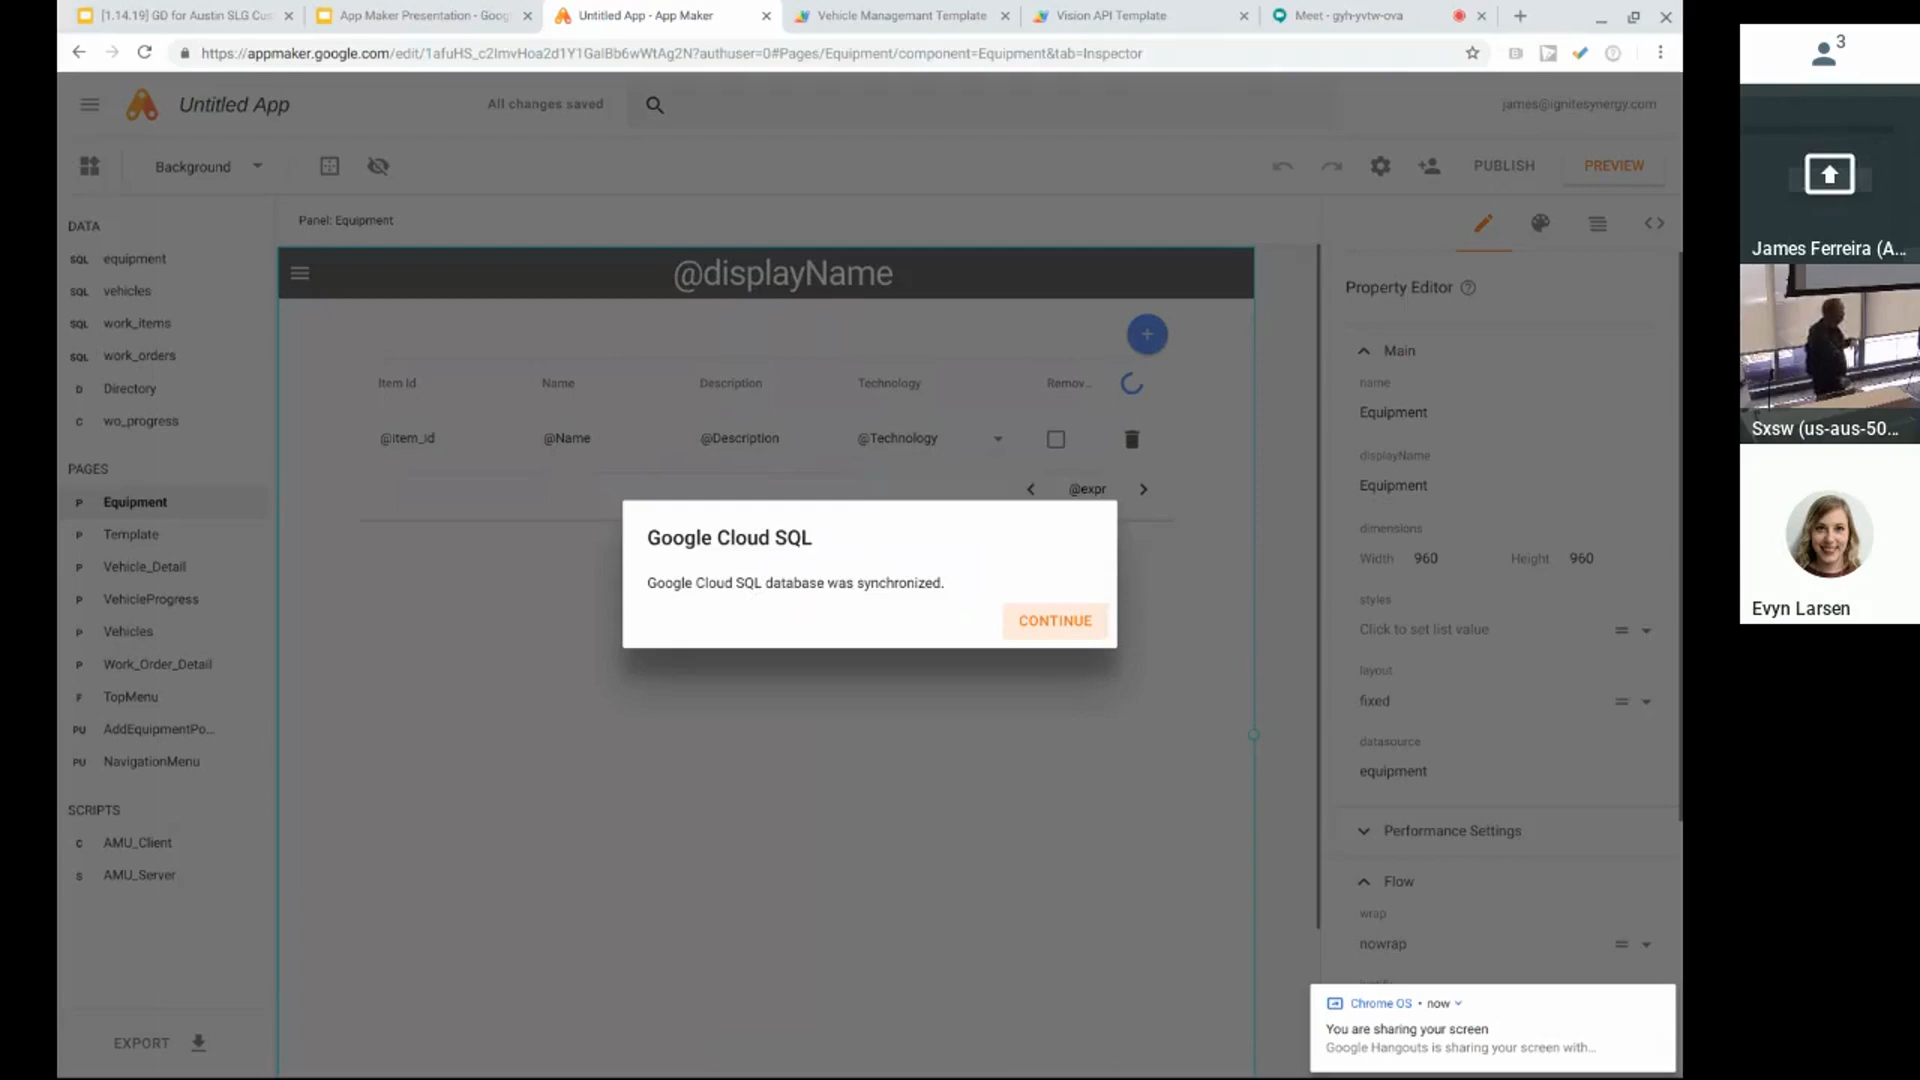 [1.14.19] GD for Austin SLG Cus
App Maker Presentation - Goog
Untitled App - App Maker
Vehicle Managemant Template
Vision API Template
Meet - gyh-yvtw-ova
https://appmaker.google.com/edit/1afuHS_c2ImvHoa2d1Y1GaIBb6wWtAg2N?authuser=0#Pages/Equipment/component=Equipment&tab=Inspector
Untitled App
All changes saved
james@ignitesynergy.com
Background
PUBLISH
PREVIEW
DATA
SQL equipment
SQL vehicles
SQL work_items
SQL work_orders
D Directory
C wo_progress
PAGES
P Equipment
P Template
P Vehicle_Detail
P VehicleProgress
P Vehicles
P Work_Order_Detail
F TopMenu
PU AddEquipmentPo...
PU NavigationMenu
SCRIPTS
C AMU_Client
S AMU_Server
EXPORT
Panel: Equipment
@displayName
Item Id Name Description Technology Remov...
@item_id @Name @Description @Technology
@expr
Google Cloud SQL
Google Cloud SQL database was synchronized.
CONTINUE
Property Editor
Main
name
Equipment
displayName
Equipment
dimensions
Width 960 Height 960
styles
Click to set list value
layout
fixed
datasource
equipment
Performance Settings
Flow
wrap
nowrap
Chrome OS • now
You are sharing your screen
Google Hangouts is sharing your screen with...
3
James Ferreira (A...
Sxsw (us-aus-50...
Evyn Larsen